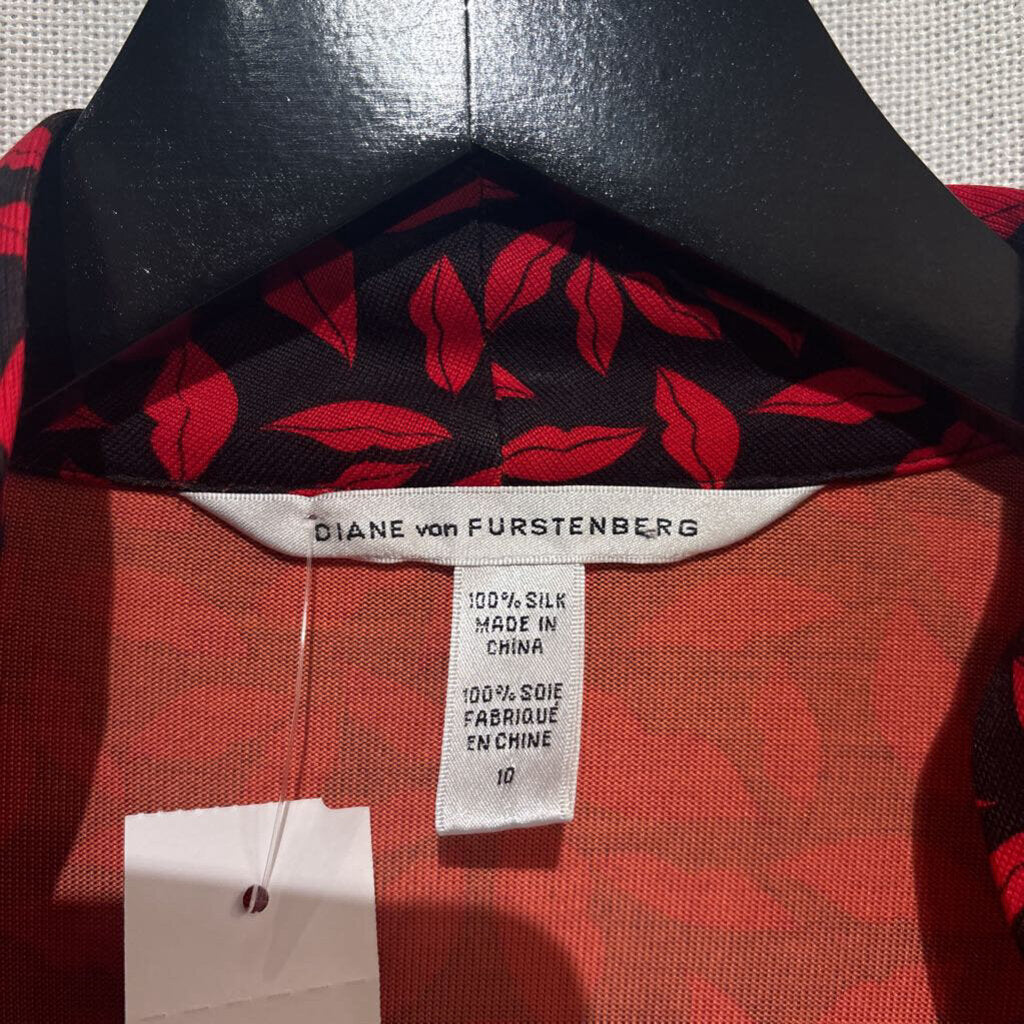 DIANE von FURSTENBERG
100% SILK
MADE IN
CHINA
100% SOIE
FABRIQUÉ
EN CHINE
10